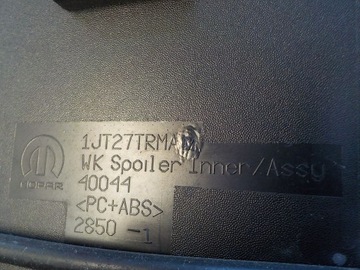 1JT27TRMA
WK Spoiler Inner/Assy
40044
MOPAR
<PC+ABS>
2850 -1